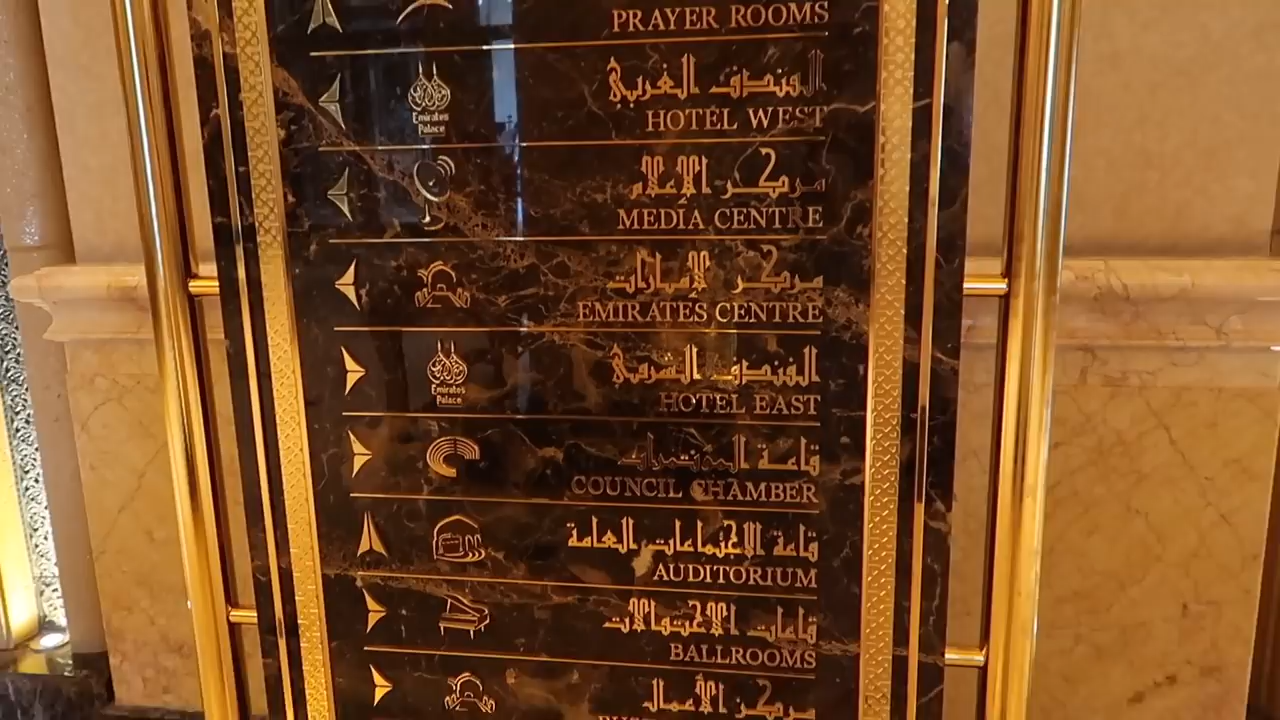 PRAYER ROOMS
الفندق الغربي
Emirates
Palace
HOTEL WEST
مركز الإعلام
MEDIA CENTRE
مركز الإمارات
EMIRATES CENTRE
الفندق الشرقي
Emirates
Palace
HOTEL EAST
قاعة المؤتمرات
COUNCIL CHAMBER
قاعة الاجتماعات العامة
AUDITORIUM
قاعات الاحتفالات
BALLROOMS
مركز الأعمال